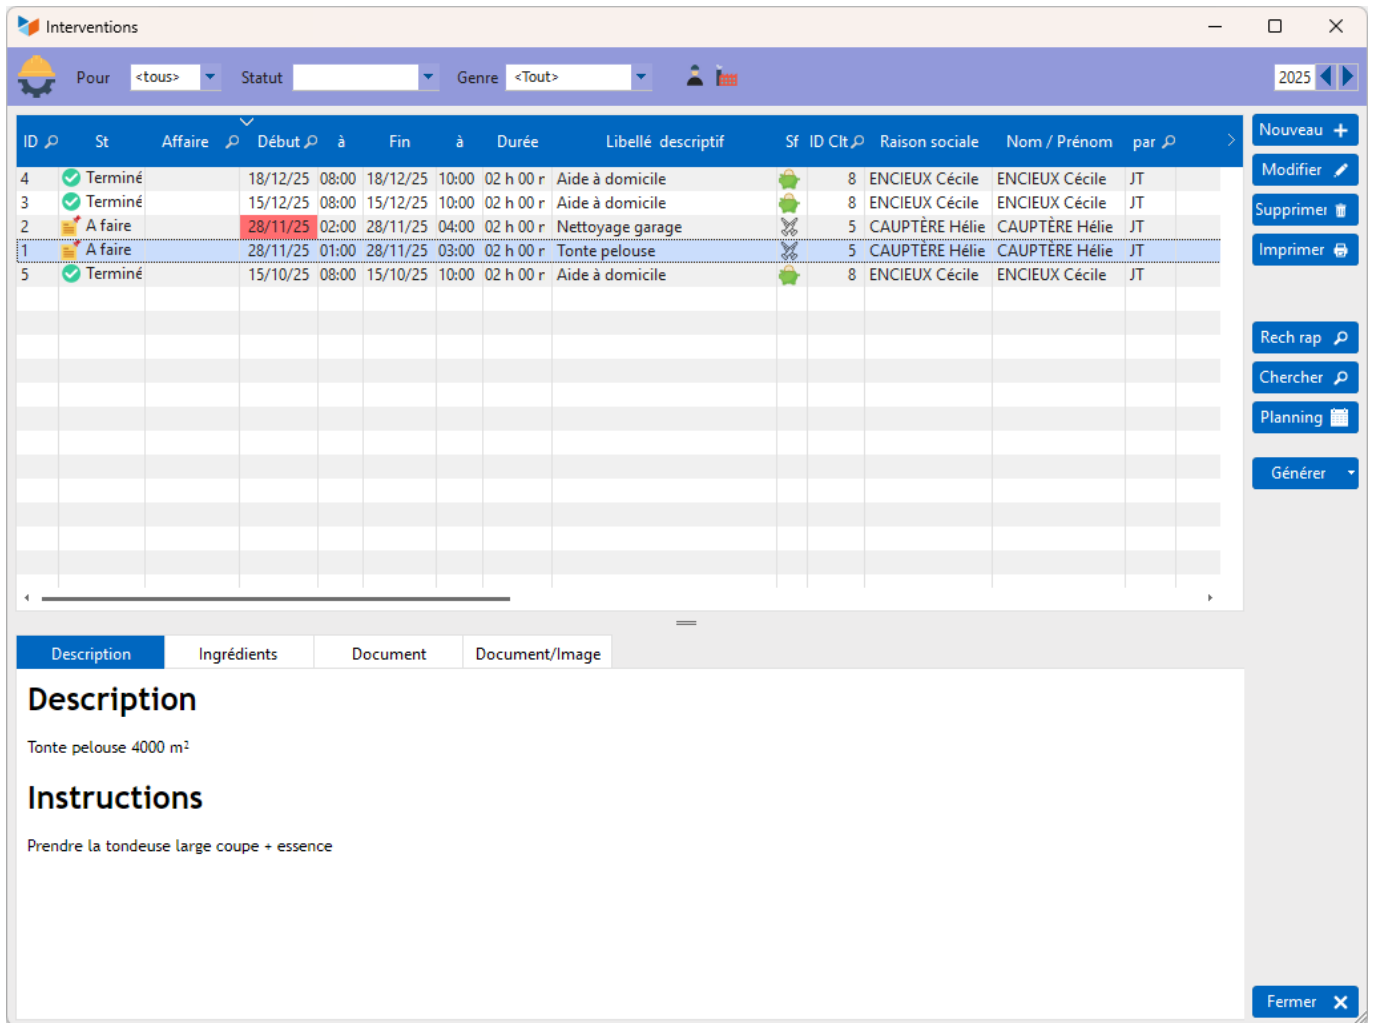 Interventions
Pour <tous> Statut Genre <Tout> 2025
ID St Affaire Début à Fin à Durée Libellé descriptif Sf ID Clt Raison sociale Nom / Prénom par
4 Terminé 18/12/25 08:00 18/12/25 10:00 02 h 00 r Aide à domicile 8 ENCIEUX Cécile ENCIEUX Cécile JT
3 Terminé 15/12/25 08:00 15/12/25 10:00 02 h 00 r Aide à domicile 8 ENCIEUX Cécile ENCIEUX Cécile JT
2 A faire 28/11/25 02:00 28/11/25 04:00 02 h 00 r Nettoyage garage 5 CAUPTÈRE Hélie CAUPTÈRE Hélie JT
1 A faire 28/11/25 01:00 28/11/25 03:00 02 h 00 r Tonte pelouse 5 CAUPTÈRE Hélie CAUPTÈRE Hélie JT
5 Terminé 15/10/25 08:00 15/10/25 10:00 02 h 00 r Aide à domicile 8 ENCIEUX Cécile ENCIEUX Cécile JT
Nouveau
Modifier
Supprimer
Imprimer
Rech rap
Chercher
Planning
Générer
Description Ingrédients Document Document/Image
Description
Tonte pelouse 4000 m²
Instructions
Prendre la tondeuse large coupe + essence
Fermer